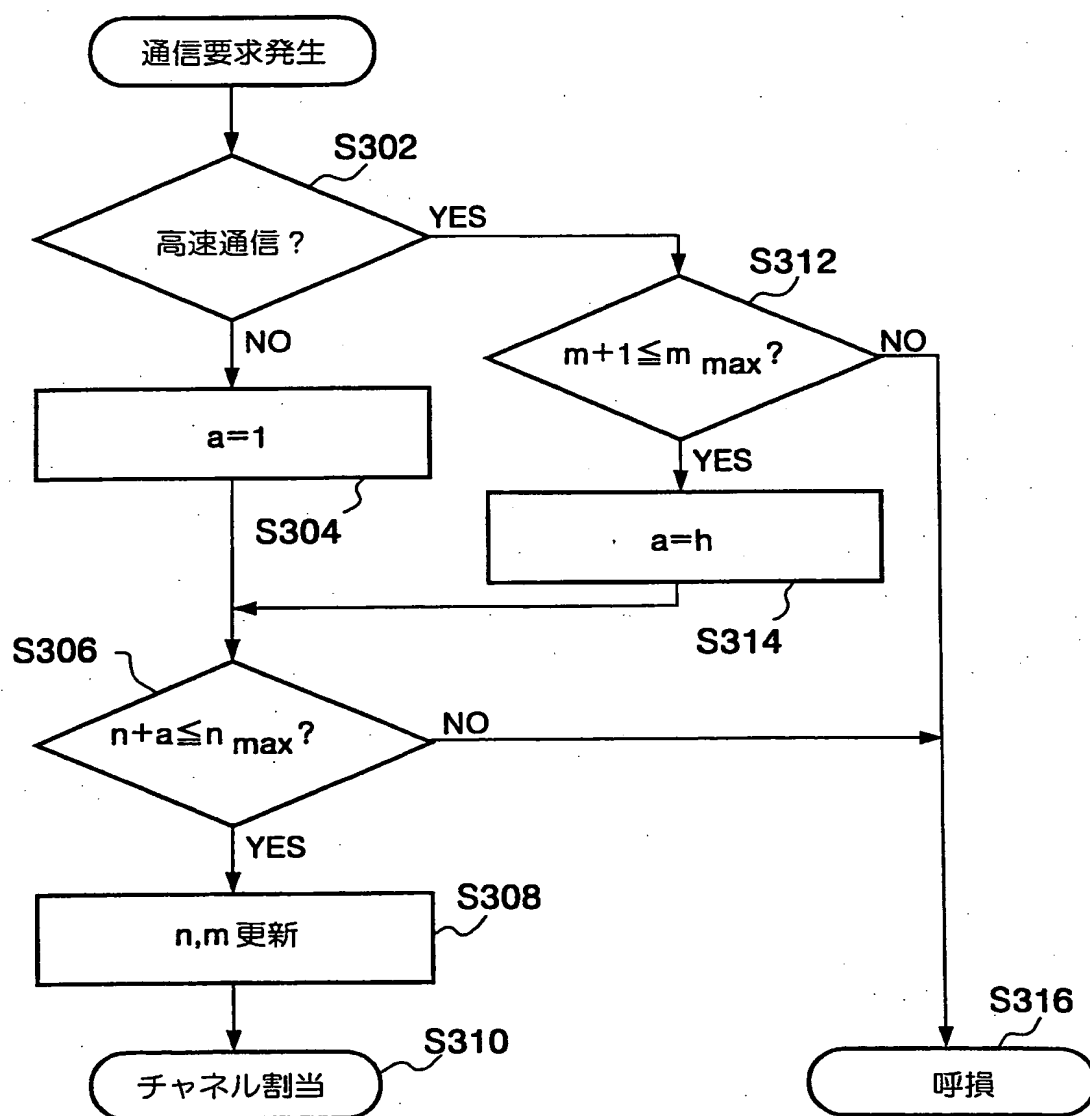 通信要求発生
S302
高速通信？
YES
NO
S312
m+1≦m max?
NO
YES
a=1
S304
a=h
S314
S306
n+a≦n max?
NO
YES
n,m 更新
S308
チャネル割当
S310
S316
呼損